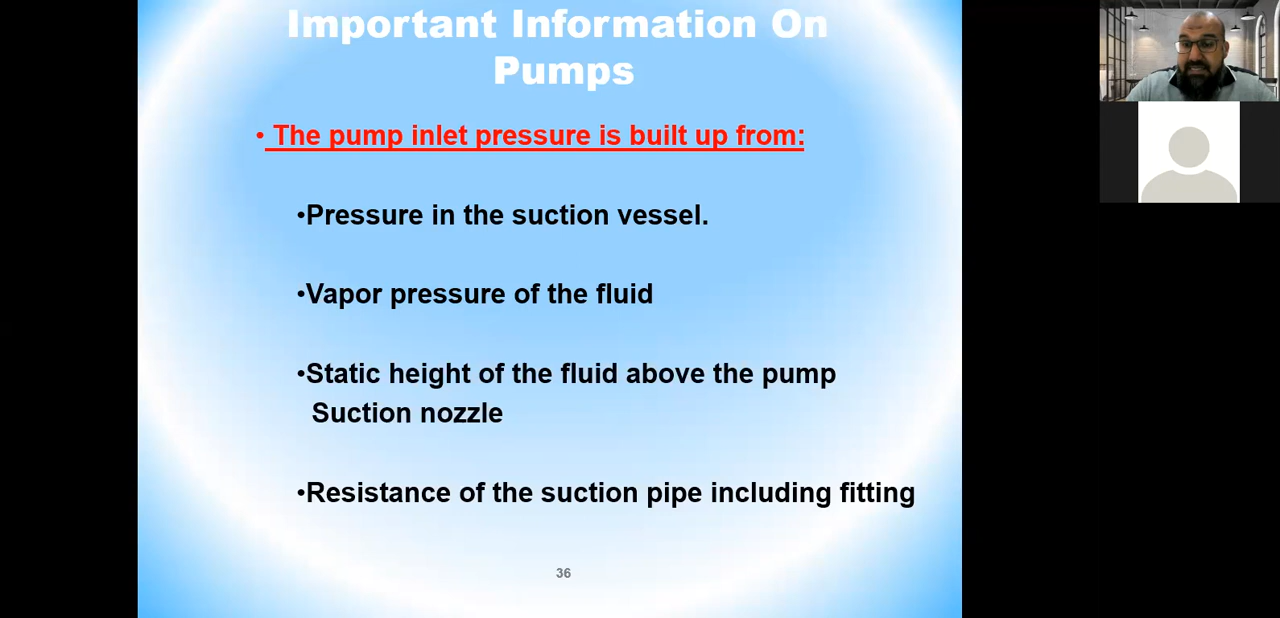 Important Information On
Pumps
• The pump inlet pressure is built up from:
•Pressure in the suction vessel.
•Vapor pressure of the fluid
•Static height of the fluid above the pump
Suction nozzle
•Resistance of the suction pipe including fitting
36